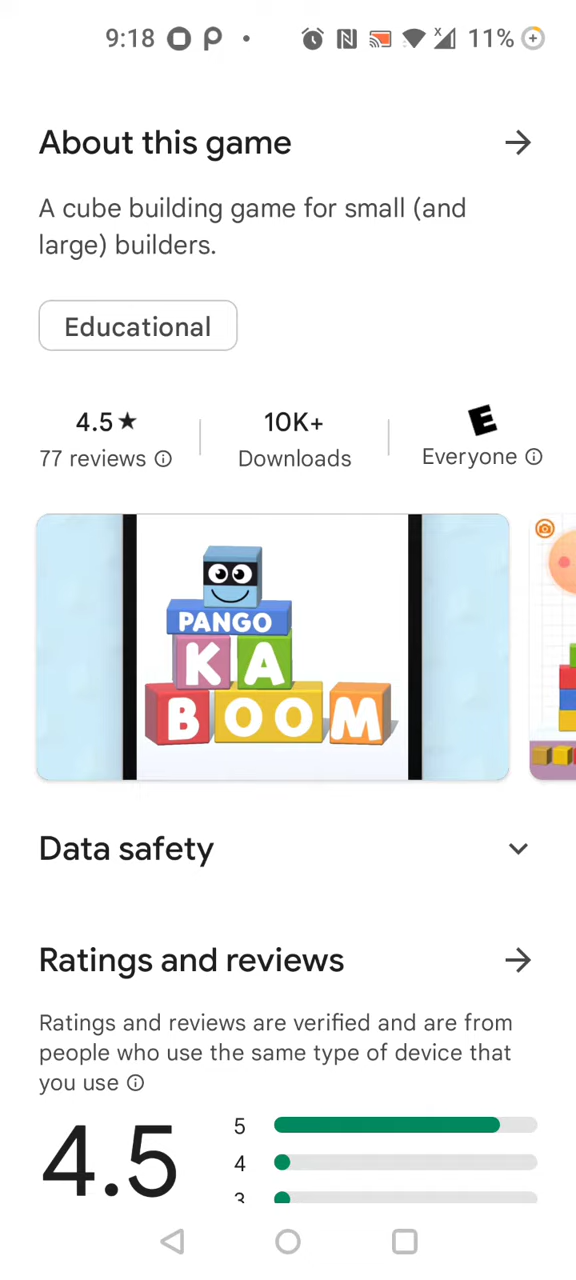 9:18
11%
About this game
A cube building game for small (and
large) builders.
Educational
4.5★
77 reviews
10K+
Downloads
E
Everyone
PANGO
KA
BOOM
Data safety
Ratings and reviews
Ratings and reviews are verified and are from
people who use the same type of device that
you use
4.5
5
4
3